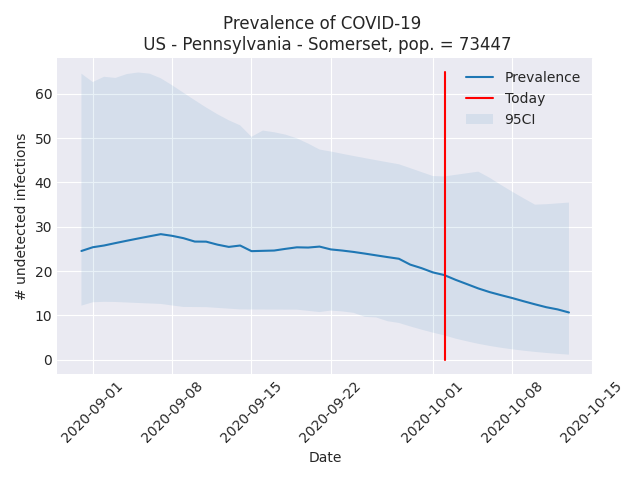 Prevalence of COVID-19
US - Pennsylvania - Somerset, pop. = 73447
Prevalence
Today
95CI
# undetected infections
60
50
40
30
20
10
0
2020-09-01
2020-09-08
2020-09-15
2020-09-22
2020-10-01
2020-10-08
2020-10-15
Date